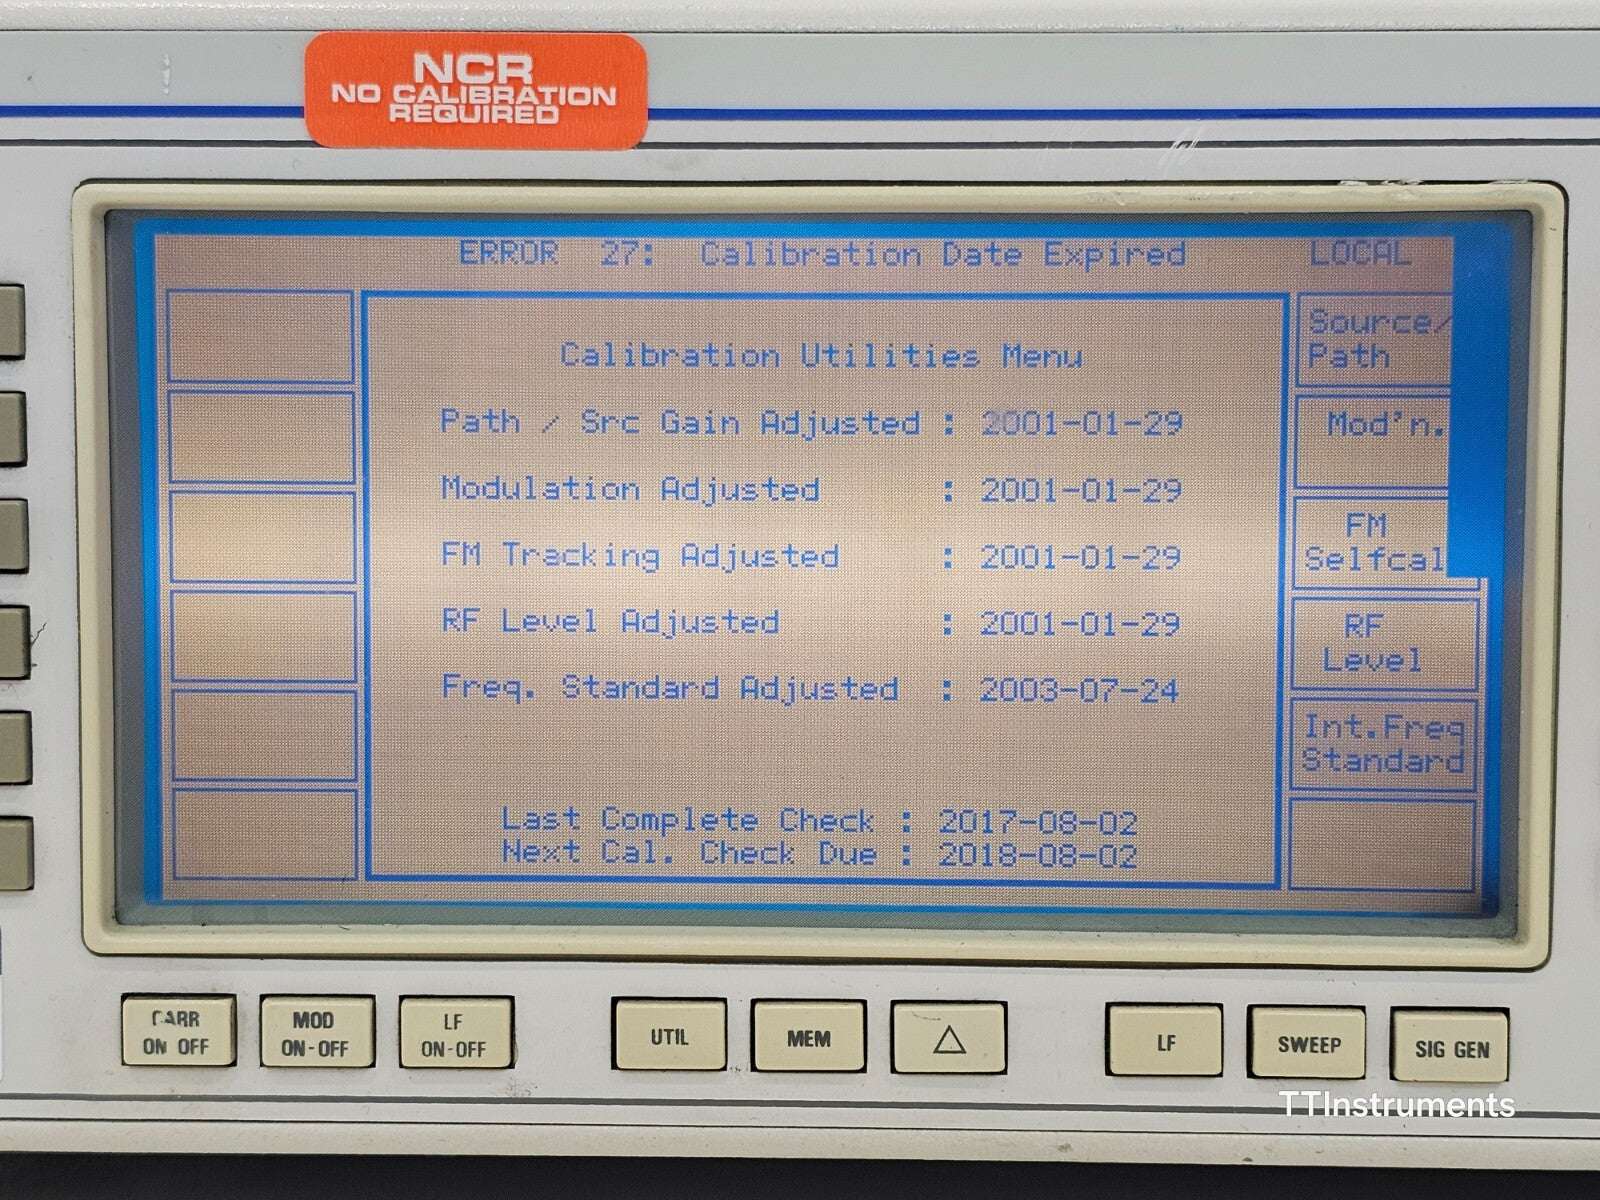 NCR
NO CALIBRATION
REQUIRED
ERROR 27: Calibration Date Expired LOCAL
Source/
Path
Mod'n.
FM
Selfcal
RF
Level
Int.Freq
Standard
Calibration Utilities Menu
Path / Src Gain Adjusted : 2001-01-29
Modulation Adjusted : 2001-01-29
FM Tracking Adjusted : 2001-01-29
RF Level Adjusted : 2001-01-29
Freq. Standard Adjusted : 2003-07-24
Last Complete Check : 2017-08-02
Next Cal. Check Due : 2018-08-02
CARR
ON OFF
MOD
ON-OFF
LF
ON-OFF
UTIL
MEM
△
LF
SWEEP
SIG GEN
TTInstruments